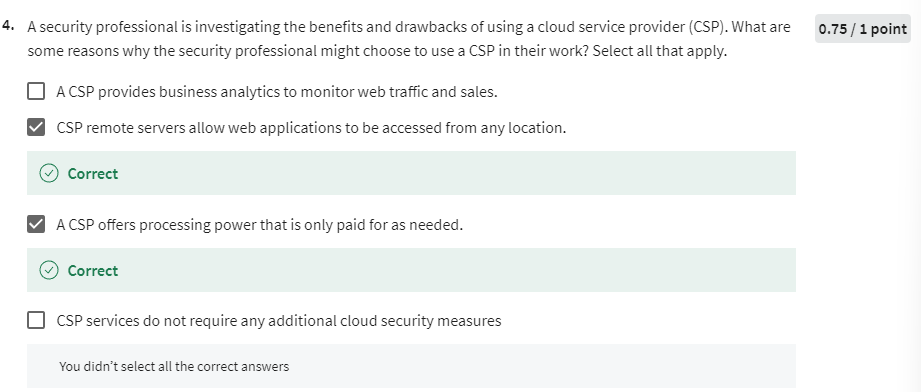 4. A security professional is investigating the benefits and drawbacks of using a cloud service provider (CSP). What are
some reasons why the security professional might choose to use a CSP in their work? Select all that apply.
0.75 / 1 point
A CSP provides business analytics to monitor web traffic and sales.
CSP remote servers allow web applications to be accessed from any location.
Correct
A CSP offers processing power that is only paid for as needed.
Correct
CSP services do not require any additional cloud security measures
You didn't select all the correct answers